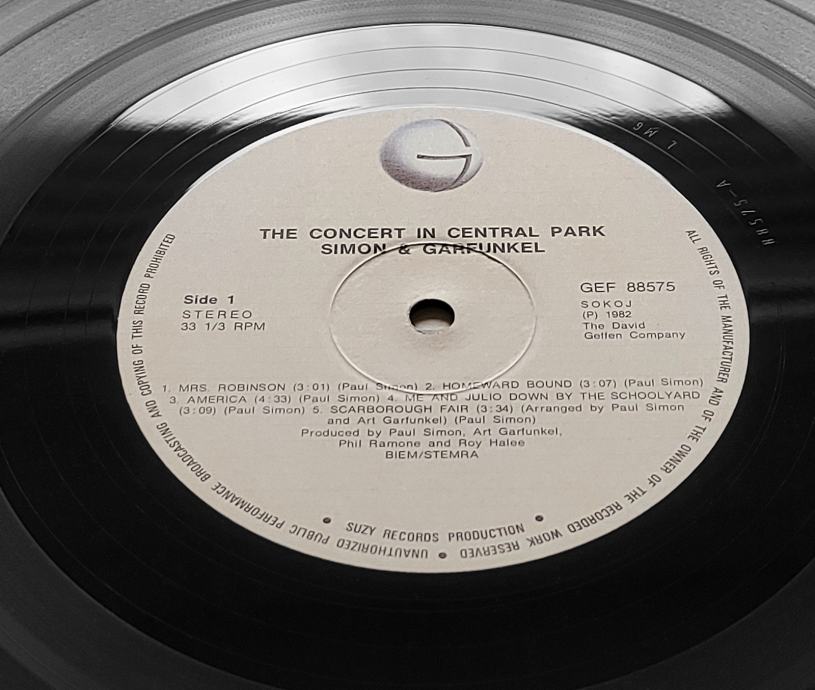 THE CONCERT IN CENTRAL PARK
SIMON & GARFUNKEL
Side 1
STEREO
33 1/3 RPM
GEF 88575
SOKOJ
(P) 1982
The David
Geffen Company
1. MRS. ROBINSON (3:01) (Paul Simon) 2. HOMEWARD BOUND (3:07) (Paul Simon)
3. AMERICA (4:33) (Paul Simon) 4. ME AND JULIO DOWN BY THE SCHOOLYARD
(3:09) (Paul Simon) 5. SCARBOROUGH FAIR (3:34) (Arranged by Paul Simon
and Art Garfunkel) (Paul Simon)
Produced by Paul Simon, Art Garfunkel,
Phil Ramone and Roy Halee
BIEM/STEMRA
• SUZY RECORDS PRODUCTION •
ALL RIGHTS OF THE MANUFACTURER AND OF THE OWNER OF THE RECORDED WORK RESERVED • UNAUTHORIZED PUBLIC PERFORMANCE BROADCASTING AND COPYING OF THIS RECORD PROHIBITED
88575-A